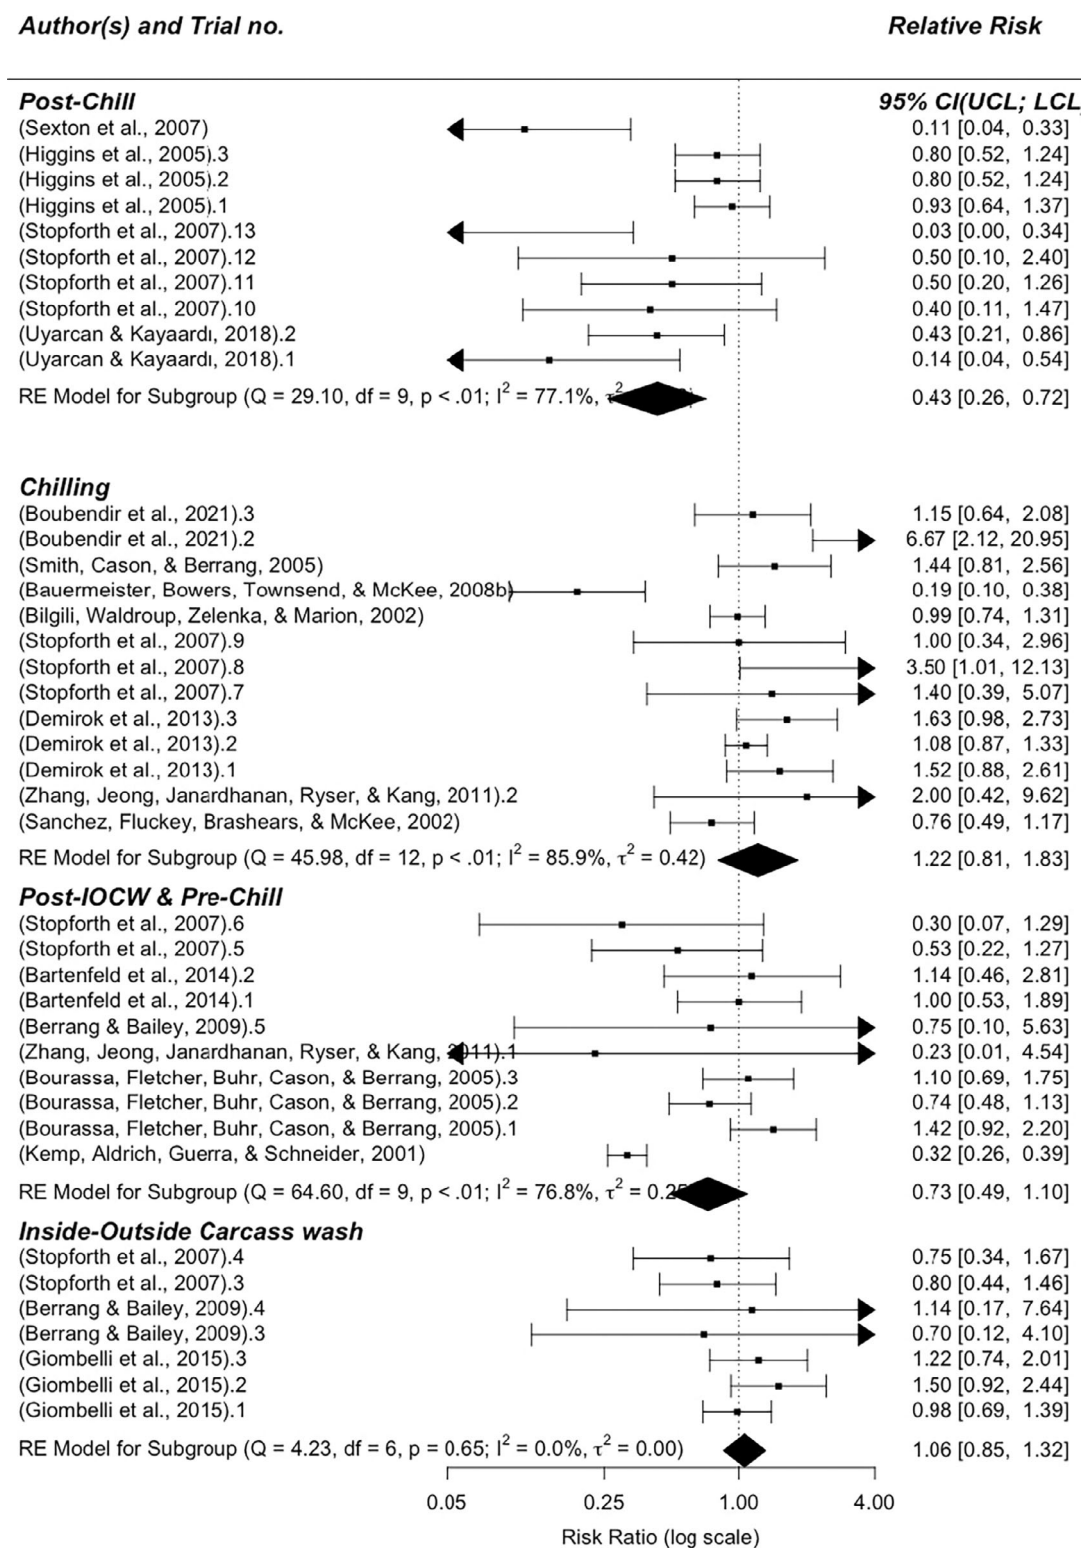 Author(s) and Trial no. Relative Risk
Post-Chill 95% CI(UCL; LCL
(Sexton et al., 2007) 0.11 [0.04, 0.33]
(Higgins et al., 2005).3 0.80 [0.52, 1.24]
(Higgins et al., 2005).2 0.80 [0.52, 1.24]
(Higgins et al., 2005).1 0.93 [0.64, 1.37]
(Stopforth et al., 2007).13 0.03 [0.00, 0.34]
(Stopforth et al., 2007).12 0.50 [0.10, 2.40]
(Stopforth et al., 2007).11 0.50 [0.20, 1.26]
(Stopforth et al., 2007).10 0.40 [0.11, 1.47]
(Uyarcan & Kayaardı, 2018).2 0.43 [0.21, 0.86]
(Uyarcan & Kayaardı, 2018).1 0.14 [0.04, 0.54]
RE Model for Subgroup (Q = 29.10, df = 9, p < .01; I² = 77.1%, τ² 0.43 [0.26, 0.72]
Chilling
(Boubendir et al., 2021).3 1.15 [0.64, 2.08]
(Boubendir et al., 2021).2 6.67 [2.12, 20.95]
(Smith, Cason, & Berrang, 2005) 1.44 [0.81, 2.56]
(Bauermeister, Bowers, Townsend, & McKee, 2008b) 0.19 [0.10, 0.38]
(Bilgili, Waldroup, Zelenka, & Marion, 2002) 0.99 [0.74, 1.31]
(Stopforth et al., 2007).9 1.00 [0.34, 2.96]
(Stopforth et al., 2007).8 3.50 [1.01, 12.13]
(Stopforth et al., 2007).7 1.40 [0.39, 5.07]
(Demirok et al., 2013).3 1.63 [0.98, 2.73]
(Demirok et al., 2013).2 1.08 [0.87, 1.33]
(Demirok et al., 2013).1 1.52 [0.88, 2.61]
(Zhang, Jeong, Janardhanan, Ryser, & Kang, 2011).2 2.00 [0.42, 9.62]
(Sanchez, Fluckey, Brashears, & McKee, 2002) 0.76 [0.49, 1.17]
RE Model for Subgroup (Q = 45.98, df = 12, p < .01; I² = 85.9%, τ² = 0.42) 1.22 [0.81, 1.83]
Post-IOCW & Pre-Chill
(Stopforth et al., 2007).6 0.30 [0.07, 1.29]
(Stopforth et al., 2007).5 0.53 [0.22, 1.27]
(Bartenfeld et al., 2014).2 1.14 [0.46, 2.81]
(Bartenfeld et al., 2014).1 1.00 [0.53, 1.89]
(Berrang & Bailey, 2009).5 0.75 [0.10, 5.63]
(Zhang, Jeong, Janardhanan, Ryser, & Kang, 2011).1 0.23 [0.01, 4.54]
(Bourassa, Fletcher, Buhr, Cason, & Berrang, 2005).3 1.10 [0.69, 1.75]
(Bourassa, Fletcher, Buhr, Cason, & Berrang, 2005).2 0.74 [0.48, 1.13]
(Bourassa, Fletcher, Buhr, Cason, & Berrang, 2005).1 1.42 [0.92, 2.20]
(Kemp, Aldrich, Guerra, & Schneider, 2001) 0.32 [0.26, 0.39]
RE Model for Subgroup (Q = 64.60, df = 9, p < .01; I² = 76.8%, τ² = 0.25 0.73 [0.49, 1.10]
Inside-Outside Carcass wash
(Stopforth et al., 2007).4 0.75 [0.34, 1.67]
(Stopforth et al., 2007).3 0.80 [0.44, 1.46]
(Berrang & Bailey, 2009).4 1.14 [0.17, 7.64]
(Berrang & Bailey, 2009).3 0.70 [0.12, 4.10]
(Giombelli et al., 2015).3 1.22 [0.74, 2.01]
(Giombelli et al., 2015).2 1.50 [0.92, 2.44]
(Giombelli et al., 2015).1 0.98 [0.69, 1.39]
RE Model for Subgroup (Q = 4.23, df = 6, p = 0.65; I² = 0.0%, τ² = 0.00) 1.06 [0.85, 1.32]
0.05 0.25 1.00 4.00
Risk Ratio (log scale)